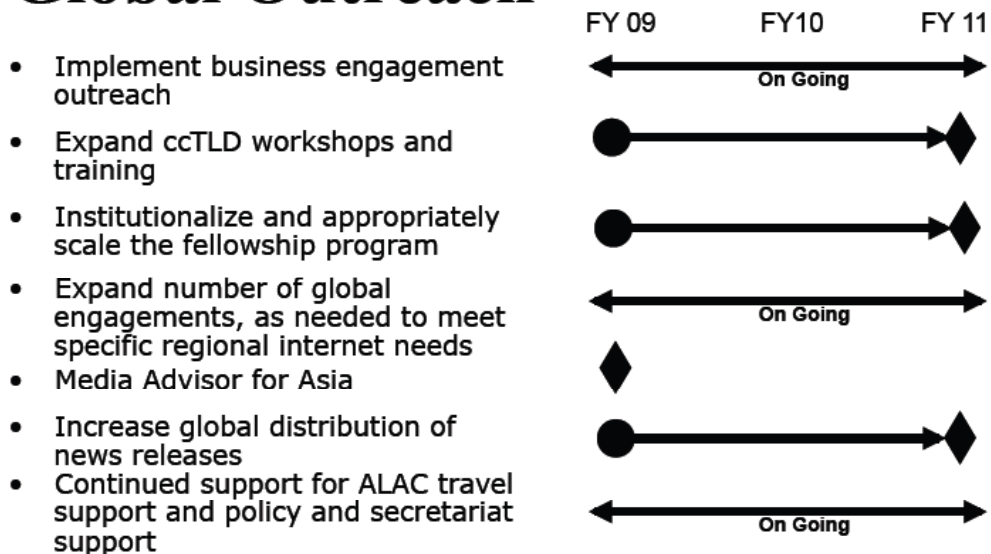 Global Outreach
FY 09 FY10 FY 11
• Implement business engagement
outreach
On Going
• Expand ccTLD workshops and
training
• Institutionalize and appropriately
scale the fellowship program
• Expand number of global
engagements, as needed to meet
specific regional internet needs
On Going
• Media Advisor for Asia
• Increase global distribution of
news releases
• Continued support for ALAC travel
support and policy and secretariat
support
On Going